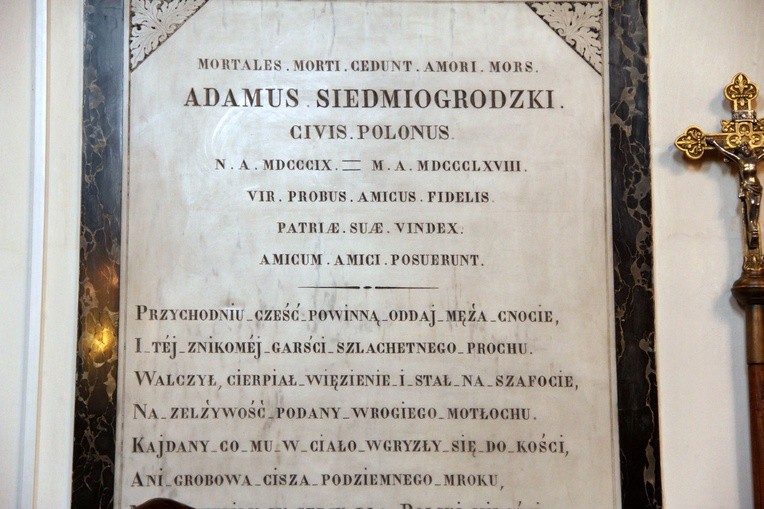 MORTALES . MORTI . CEDUNT . AMORI . MORS .
ADAMUS . SIEDMIOGRODZKI .
CIVIS . POLONUS .
N . A . MDCCCIX . = M . A . MDCCCLXVIII .
VIR . PROBUS . AMICUS . FIDELIS .
PATRIÆ . SUÆ . VINDEX .
AMICUM . AMICI . POSUERUNT .
PRZYCHODNIU CZEŚĆ POWINNĄ ODDAJ MĘŻA CNOCIE,
I TÉJ ZNIKOMÉJ GARŚCI SZLACHETNEGO PROCHU.
WALCZYŁ, CIERPIAŁ WIĘZIENIE I STAŁ NA SZAFOCIE,
NA ZELŻYWOŚĆ PODANY WROGIEGO MOTŁOCHU.
KAJDANY CO MU W CIAŁO WGRYZŁY SIĘ DO KOŚCI,
ANI GROBOWA CISZA PODZIEMNEGO MROKU,